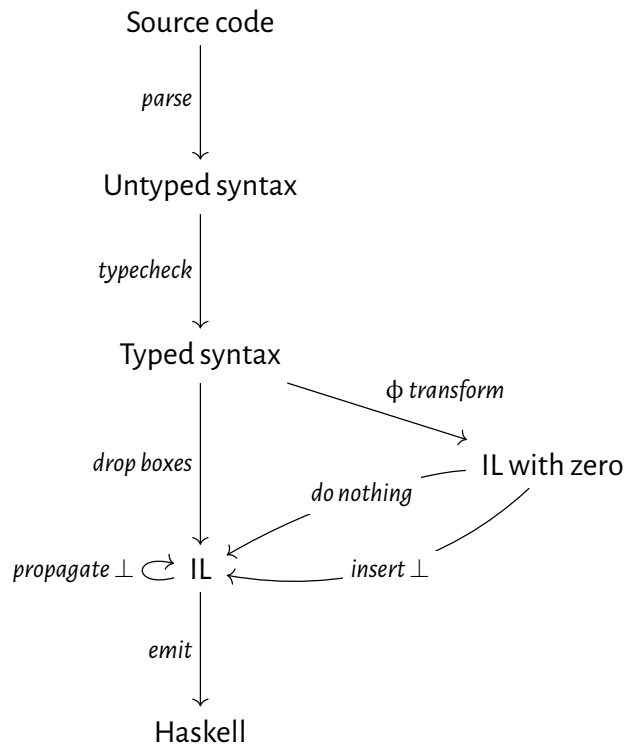 Source code
parse
Untyped syntax
typecheck
Typed syntax
ϕ transform
drop boxes
IL with zero
do nothing
propagate ⊥
IL
insert ⊥
emit
Haskell